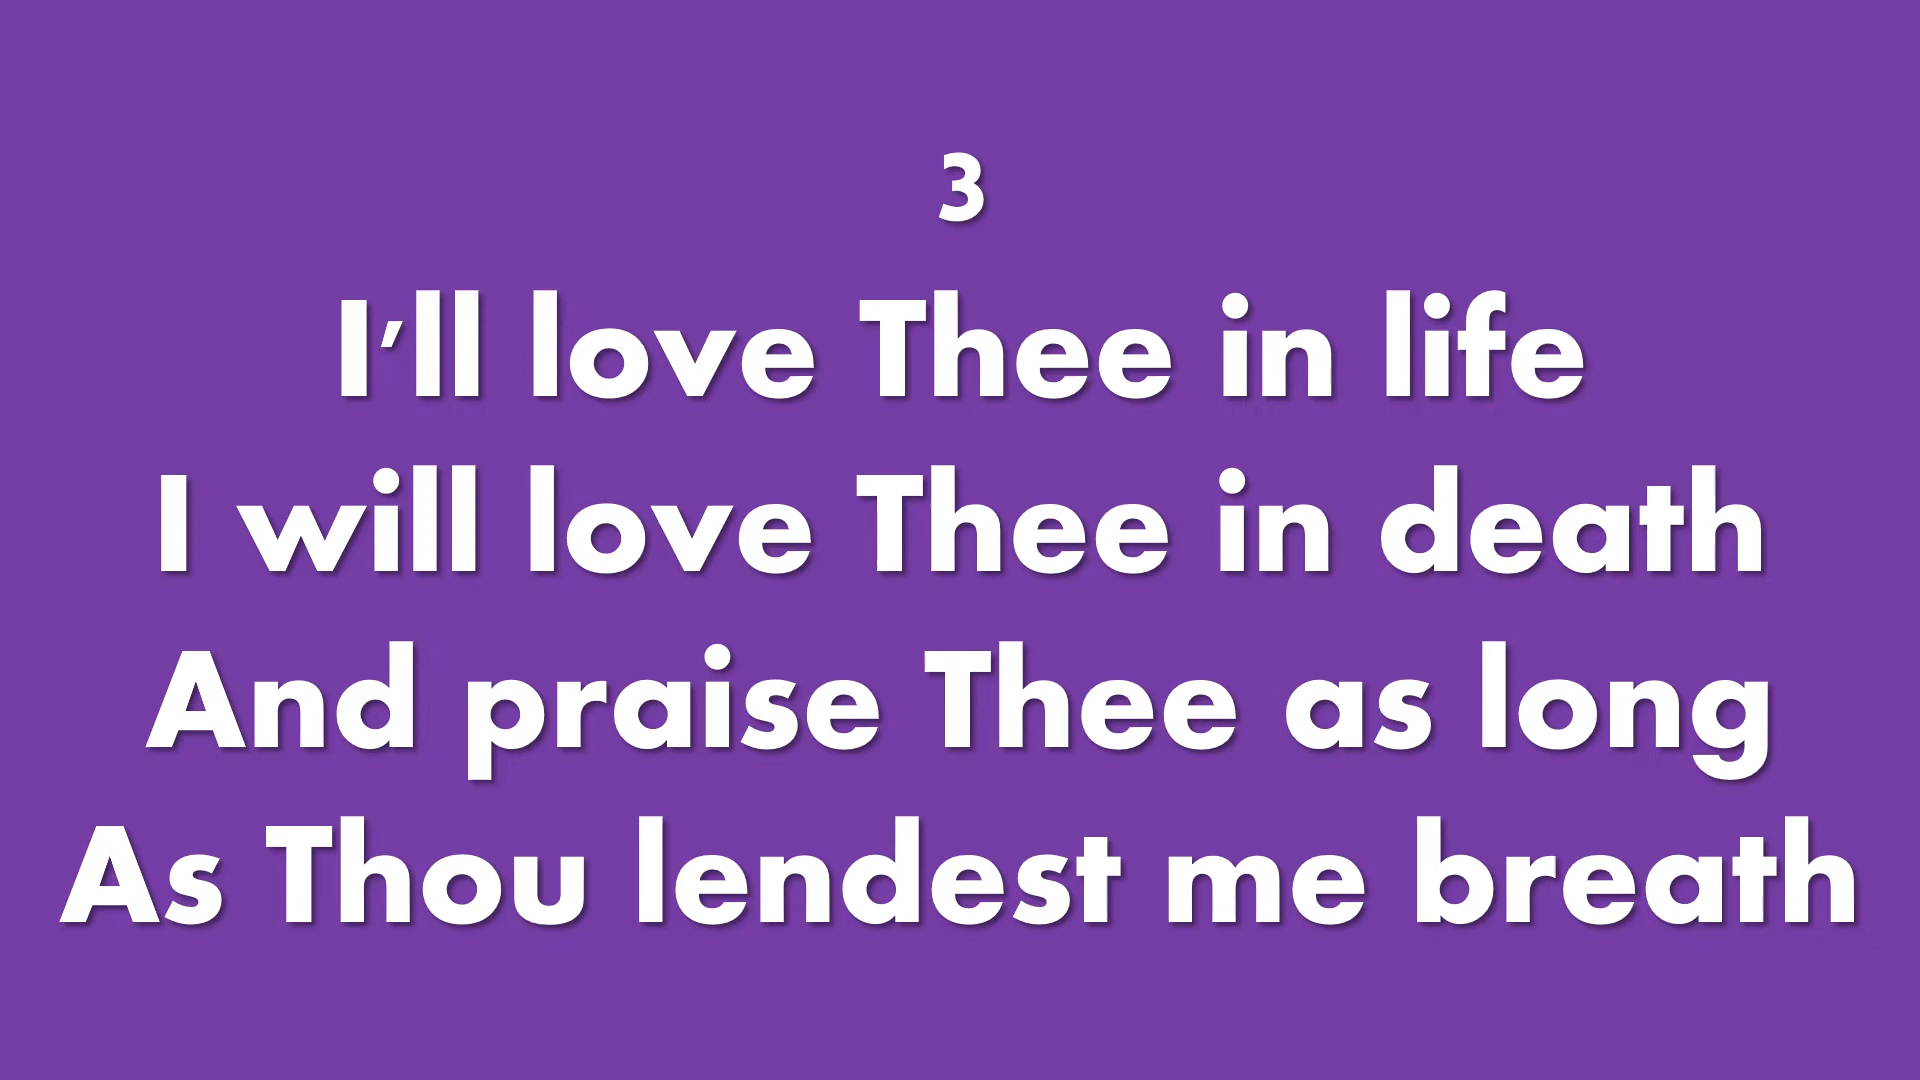 3
I'll love Thee in life
I will love Thee in death
And praise Thee as long
As Thou lendest me breath